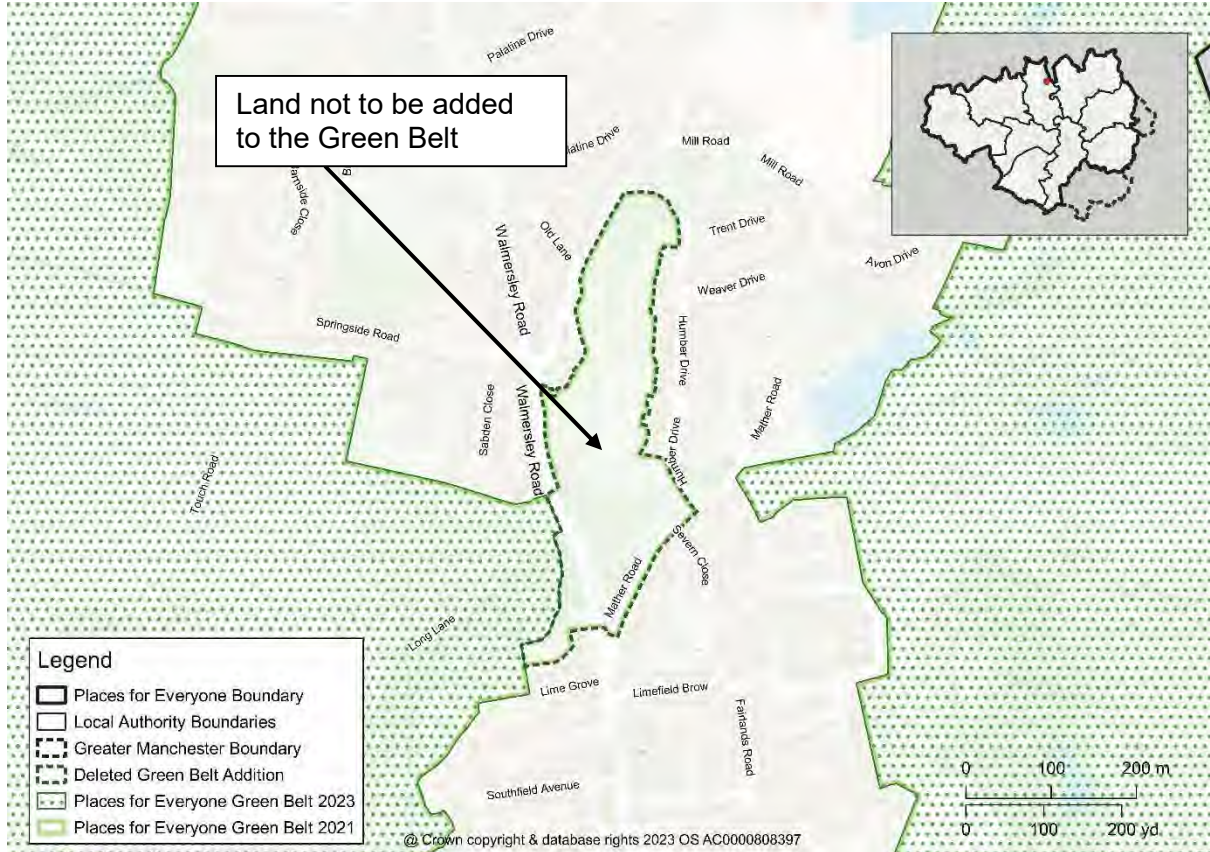 Palatine Drive
Land not to be added
to the Green Belt
Mill Road
Mill Road
Trent Drive
Old Lane
Avon Drive
Walmersley Road
Weaver Drive
Springside Road
Humber Drive
Sabden Close
Walmersley Road
Mather Road
Touch Road
Severn Close
Mather Road
Long Lane
Lime Grove
Limefield Brow
Fairlands Road
Southfield Avenue
Legend
Places for Everyone Boundary
Local Authority Boundaries
Greater Manchester Boundary
Deleted Green Belt Addition
Places for Everyone Green Belt 2023
Places for Everyone Green Belt 2021
0 100 200 m
0 100 200 yd
@ Crown copyright & database rights 2023 OS AC0000808397